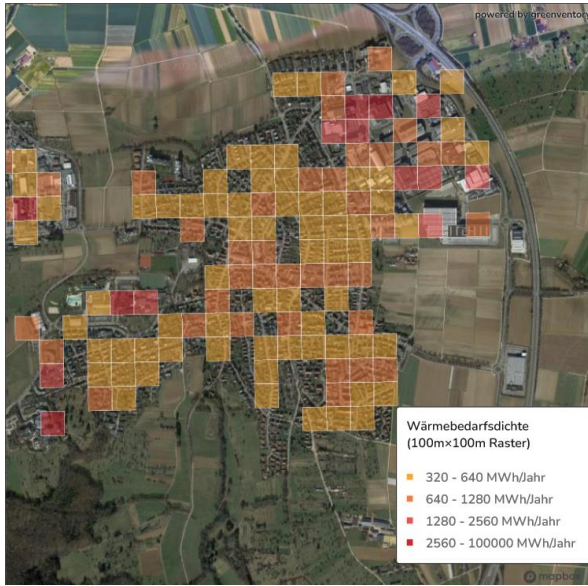 powered by greenventory
Wärmebedarfsdichte
(100m×100m Raster)
320 - 640 MWh/Jahr
640 - 1280 MWh/Jahr
1280 - 2560 MWh/Jahr
2560 - 100000 MWh/Jahr
mapbox